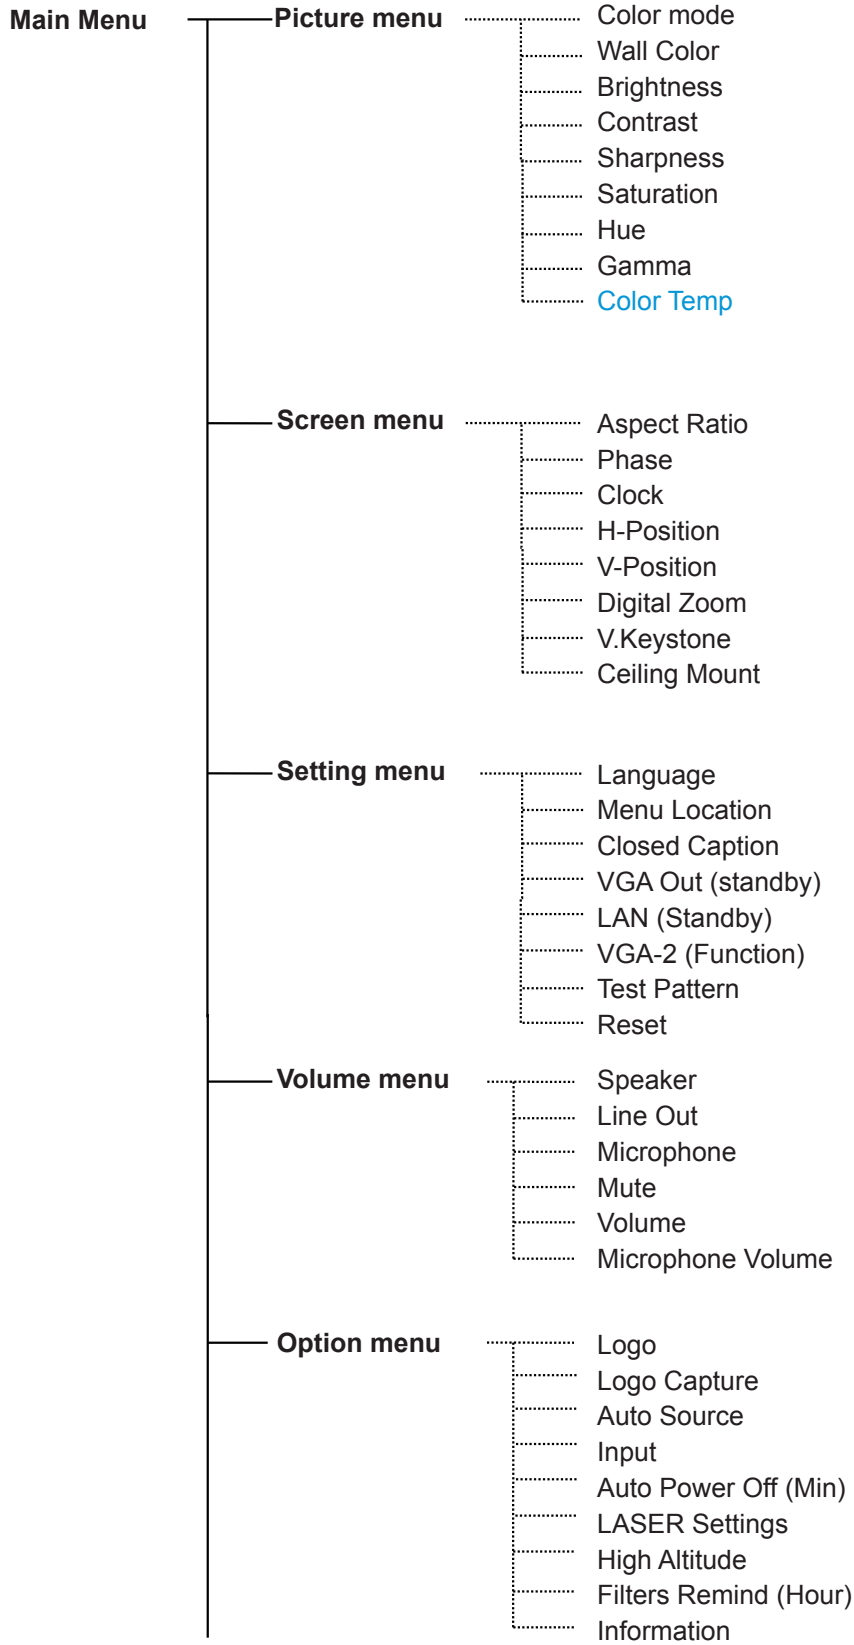 Main Menu
Picture menu
Color mode
Wall Color
Brightness
Contrast
Sharpness
Saturation
Hue
Gamma
Color Temp
Screen menu
Aspect Ratio
Phase
Clock
H-Position
V-Position
Digital Zoom
V.Keystone
Ceiling Mount
Setting menu
Language
Menu Location
Closed Caption
VGA Out (standby)
LAN (Standby)
VGA-2 (Function)
Test Pattern
Reset
Volume menu
Speaker
Line Out
Microphone
Mute
Volume
Microphone Volume
Option menu
Logo
Logo Capture
Auto Source
Input
Auto Power Off (Min)
LASER Settings
High Altitude
Filters Remind (Hour)
Information